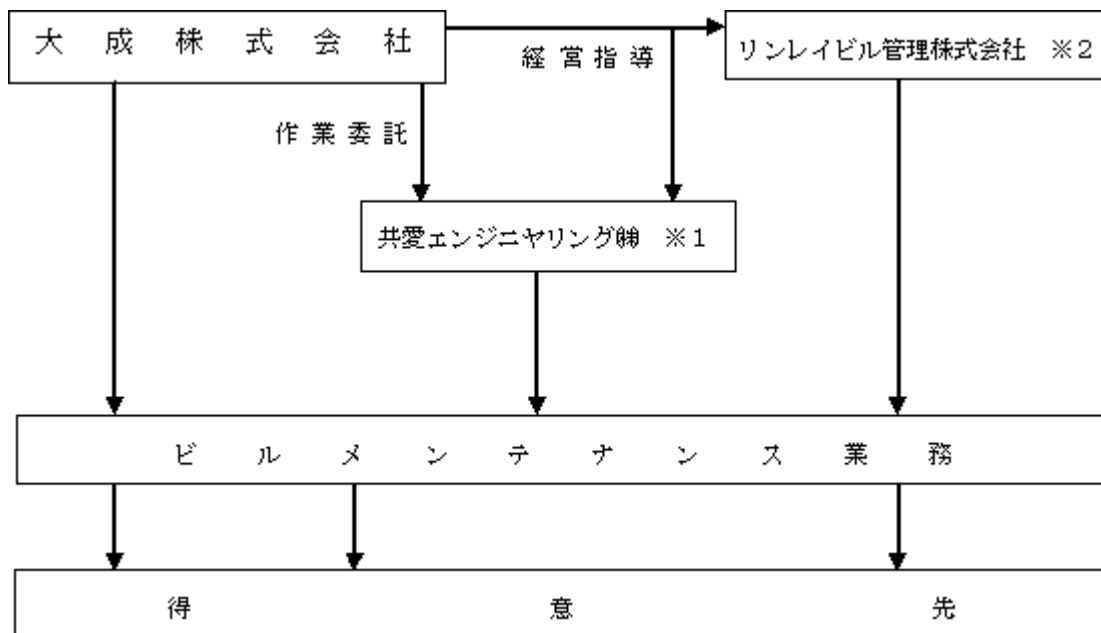 大成株式会社
経営指導
リンレイビル管理株式会社 ※2
作業委託
共愛エンジニヤリング㈱ ※1
ビルメンテナンス業務
得意先